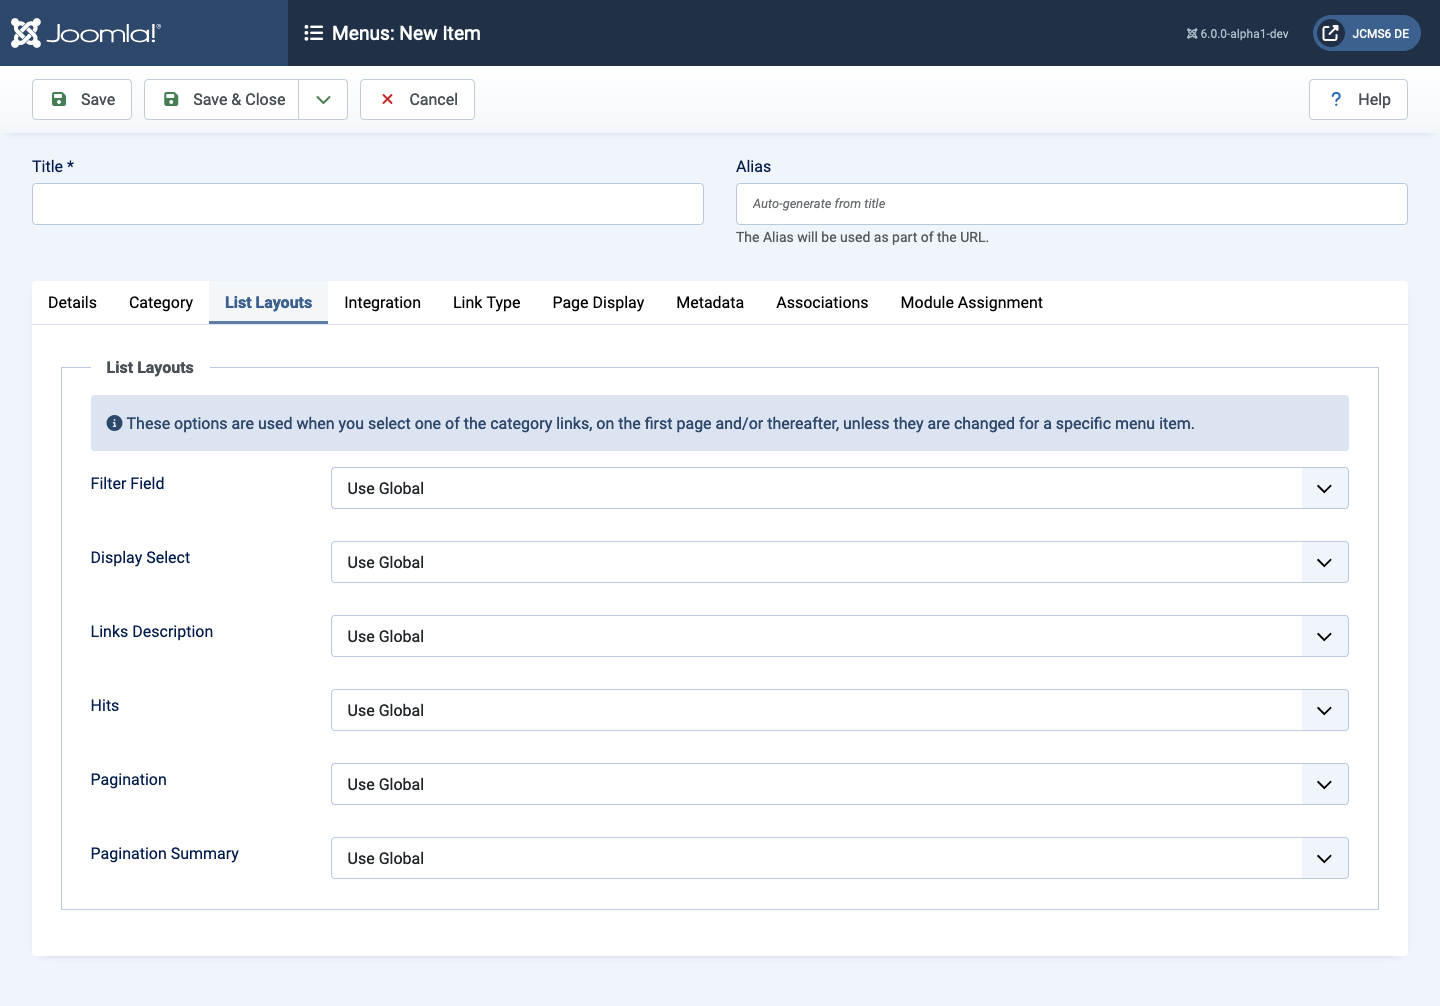 Joomla!®
Menus: New Item
6.0.0-alpha1-dev
JCMS6 DE
Save
Save & Close
Cancel
? Help
Title *
Alias
Auto-generate from title
The Alias will be used as part of the URL.
Details Category List Layouts Integration Link Type Page Display Metadata Associations Module Assignment
List Layouts
These options are used when you select one of the category links, on the first page and/or thereafter, unless they are changed for a specific menu item.
Filter Field Use Global
Display Select Use Global
Links Description Use Global
Hits Use Global
Pagination Use Global
Pagination Summary Use Global